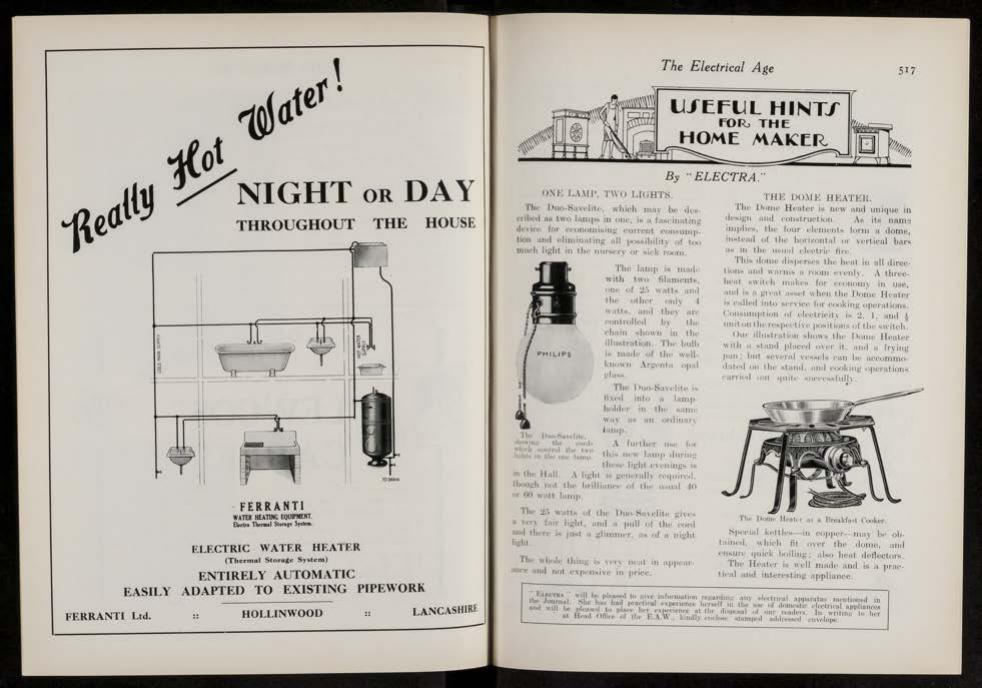 Really Hot Water!
NIGHT OR DAY
THROUGHOUT THE HOUSE
COLD MAIN SUPPLY
FERRANTI
WATER HEATING EQUIPMENT.
Electro Thermal Storage System.
ELECTRIC WATER HEATER
(Thermal Storage System)
ENTIRELY AUTOMATIC
EASILY ADAPTED TO EXISTING PIPEWORK
FERRANTI Ltd. :: HOLLINWOOD :: LANCASHIRE
The Electrical Age 517
USEFUL HINTS
FOR THE
HOME MAKER
By "ELECTRA."
ONE LAMP, TWO LIGHTS.
The Duo-Savelite, which may be des-
cribed as two lamps in one, is a fascinating
device for economising current consump-
tion and eliminating all possibility of too
much light in the nursery or sick room.
The lamp is made
with two filaments,
one of 25 watts and
the other only 4
watts, and they are
controlled by the
chain shown in the
illustration. The bulb
is made of the well-
known Argenta opal
glass.
The Duo-Savelite is
fixed into a lamp-
holder in the same
way as an ordinary
lamp.
PHILIPS
The Duo-Savelite,
showing the cords
which control the two
lights in the one lamp.
A further use for
this new lamp during
these light evenings is
in the Hall. A light is generally required,
though not the brilliance of the usual 40
or 60 watt lamp.
The 25 watts of the Duo-Savelite gives
a very fair light, and a pull of the cord
and there is just a glimmer, as of a night
light.
The whole thing is very neat in appear-
ance and not expensive in price.
THE DOME HEATER.
The Dome Heater is new and unique in
design and construction. As its name
implies, the four elements form a dome,
instead of the horizontal or vertical bars
as in the usual electric fire.
This dome disperses the heat in all direc-
tions and warms a room evenly. A three-
heat switch makes for economy in use,
and is a great asset when the Dome Heater
is called into service for cooking operations.
Consumption of electricity is 2, 1, and ½
unit on the respective positions of the switch.
Our illustration shows the Dome Heater
with a stand placed over it, and a frying
pan; but several vessels can be accommo-
dated on the stand, and cooking operations
carried out quite successfully.
The Dome Heater as a Breakfast Cooker.
Special kettles—in copper—may be ob-
tained, which fit over the dome, and
ensure quick boiling; also heat deflectors.
The Heater is well made and is a prac-
tical and interesting appliance.
"ELECTRA" will be pleased to give information regarding any electrical apparatus mentioned in
the Journal. She has had practical experience herself in the use of domestic electrical appliances
and will be pleased to place her experience at the disposal of our readers. In writing to her
at Head Office of the E.A.W., kindly enclose stamped addressed envelope.